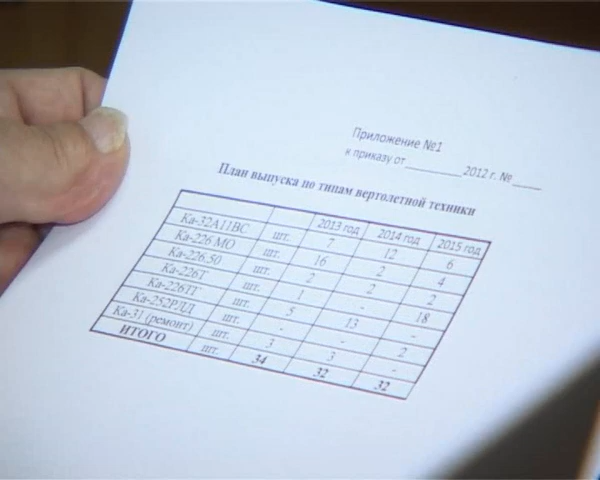 Приложение №1
к приказу от ________ 2012 г. № ____
План выпуска по типам вертолетной техники
2013 год 2014 год 2015 год
Ка-32А11ВС шт. 7 12 6
Ка-226 МО шт. 16 2 4
Ка-226.50 шт. 2 2 2
Ка-226Т шт. 1 - 18
Ка-226ТГ шт. 5 13 -
Ка-252РЛД шт. - - 2
Ка-31 (ремонт) шт. 3 3 -
ИТОГО шт. 34 32 32